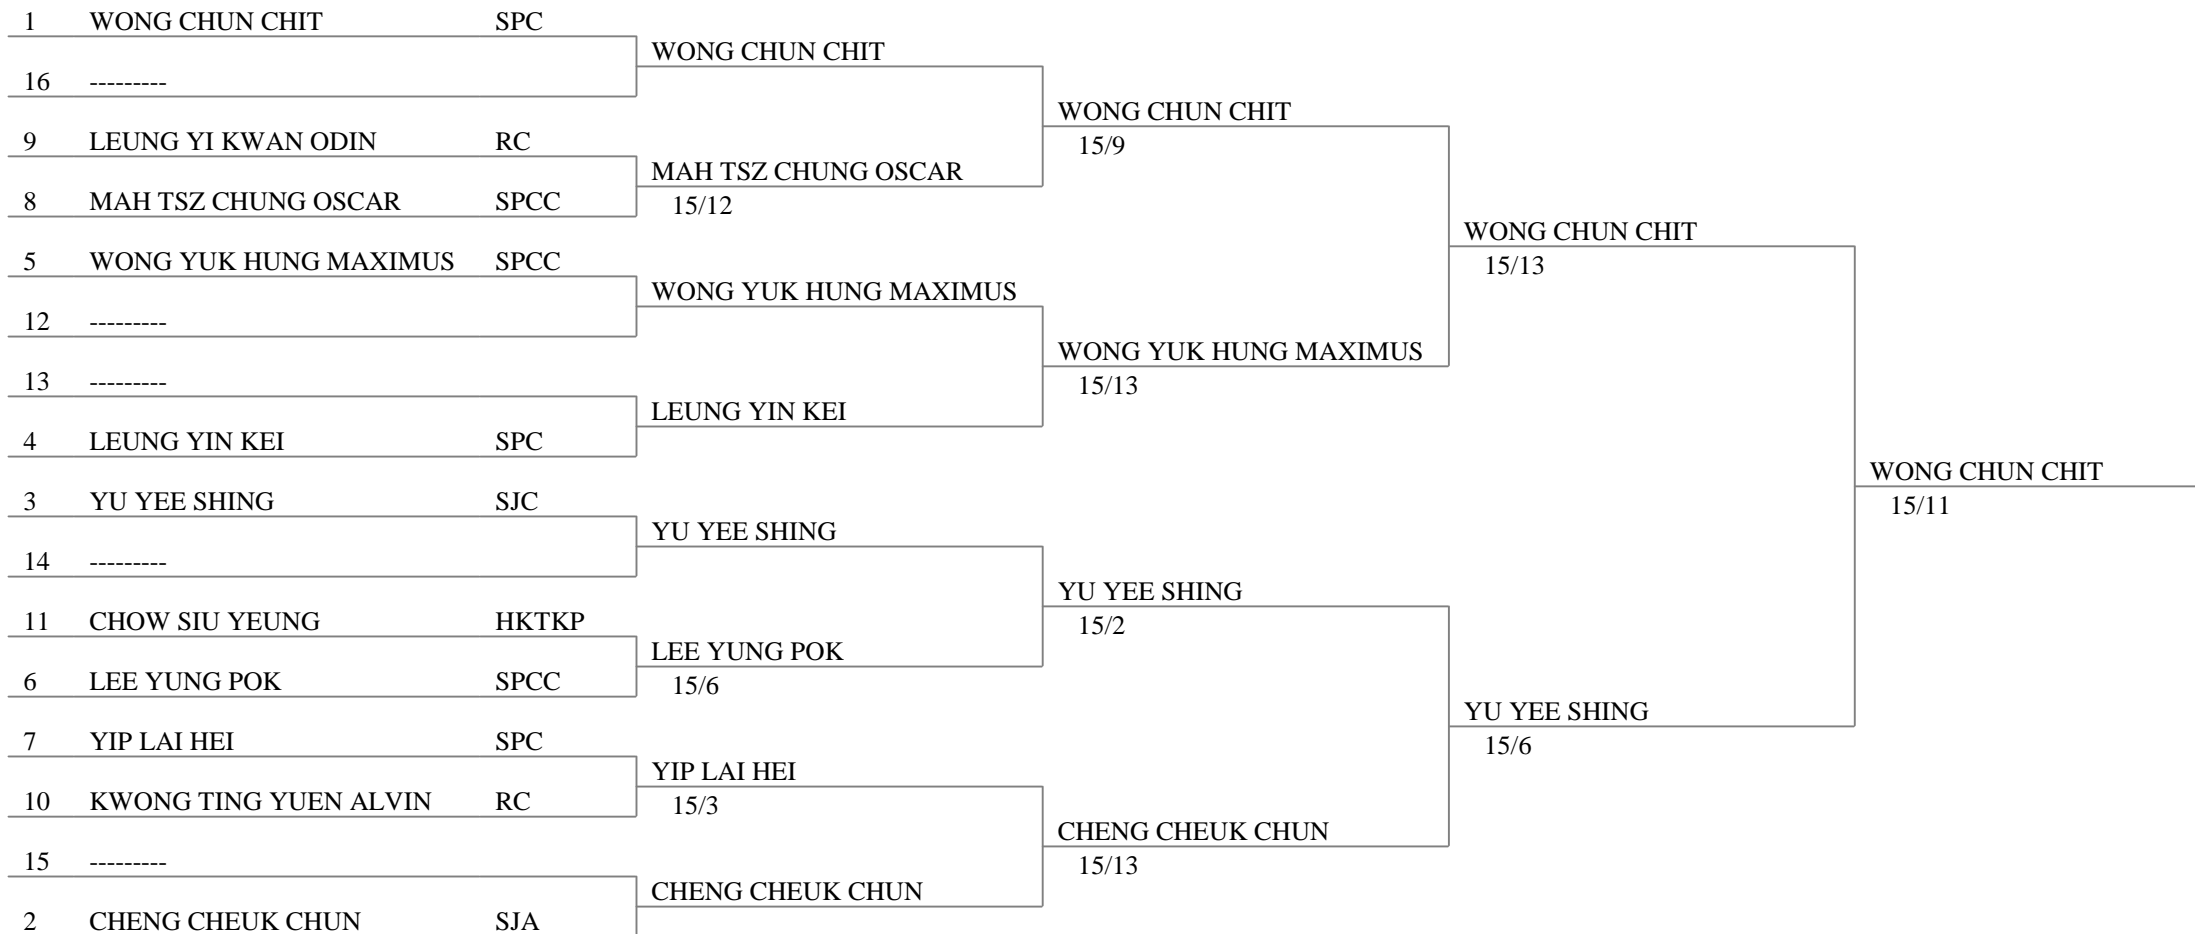 1 WONG CHUN CHIT SPC
WONG CHUN CHIT
16 ---------
WONG CHUN CHIT
15/9
9 LEUNG YI KWAN ODIN RC
MAH TSZ CHUNG OSCAR
15/12
8 MAH TSZ CHUNG OSCAR SPCC
WONG CHUN CHIT
15/13
5 WONG YUK HUNG MAXIMUS SPCC
WONG YUK HUNG MAXIMUS
12 ---------
WONG YUK HUNG MAXIMUS
15/13
13 ---------
LEUNG YIN KEI
4 LEUNG YIN KEI SPC
WONG CHUN CHIT
15/11
3 YU YEE SHING SJC
YU YEE SHING
14 ---------
YU YEE SHING
15/2
11 CHOW SIU YEUNG HKTKP
LEE YUNG POK
15/6
6 LEE YUNG POK SPCC
YU YEE SHING
15/6
7 YIP LAI HEI SPC
YIP LAI HEI
15/3
10 KWONG TING YUEN ALVIN RC
CHENG CHEUK CHUN
15/13
15 ---------
CHENG CHEUK CHUN
2 CHENG CHEUK CHUN SJA